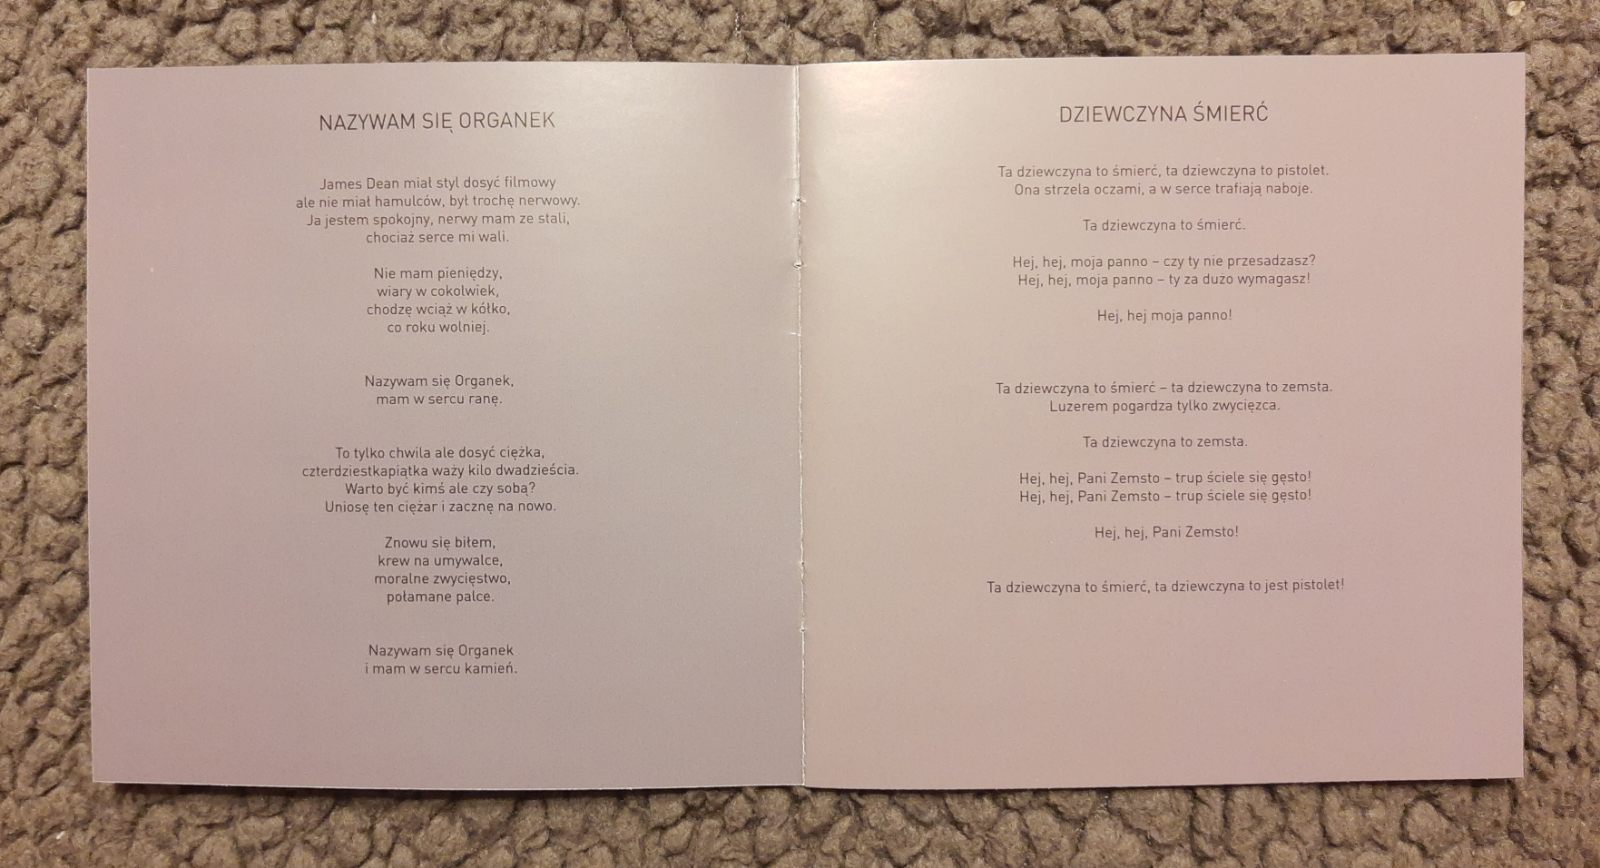 NAZYWAM SIĘ ORGANEK
James Dean miał styl dosyć filmowy
ale nie miał hamulców, był trochę nerwowy.
Ja jestem spokojny, nerwy mam ze stali,
chociaż serce mi wali.
Nie mam pieniędzy,
wiary w cokolwiek,
chodzę wciąż w kółko,
co roku wolniej.
Nazywam się Organek,
mam w sercu ranę.
To tylko chwila ale dosyć ciężka,
czterdziestkapiątka waży kilo dwadzieścia.
Warto być kimś ale czy sobą?
Uniosę ten ciężar i zacznę na nowo.
Znowu się biłem,
krew na umywalce,
moralne zwycięstwo,
połamane palce.
Nazywam się Organek
i mam w sercu kamień.
DZIEWCZYNA ŚMIERĆ
Ta dziewczyna to śmierć, ta dziewczyna to pistolet.
Ona strzela oczami, a w serce trafiają naboje.
Ta dziewczyna to śmierć.
Hej, hej, moja panno – czy ty nie przesadzasz?
Hej, hej, moja panno – ty za dużo wymagasz!
Hej, hej moja panno!
Ta dziewczyna to śmierć – ta dziewczyna to zemsta.
Luzerem pogardza tylko zwycięzca.
Ta dziewczyna to zemsta.
Hej, hej, Pani Zemsto – trup ściele się gęsto!
Hej, hej, Pani Zemsto – trup ściele się gęsto!
Hej, hej, Pani Zemsto!
Ta dziewczyna to śmierć, ta dziewczyna to jest pistolet!